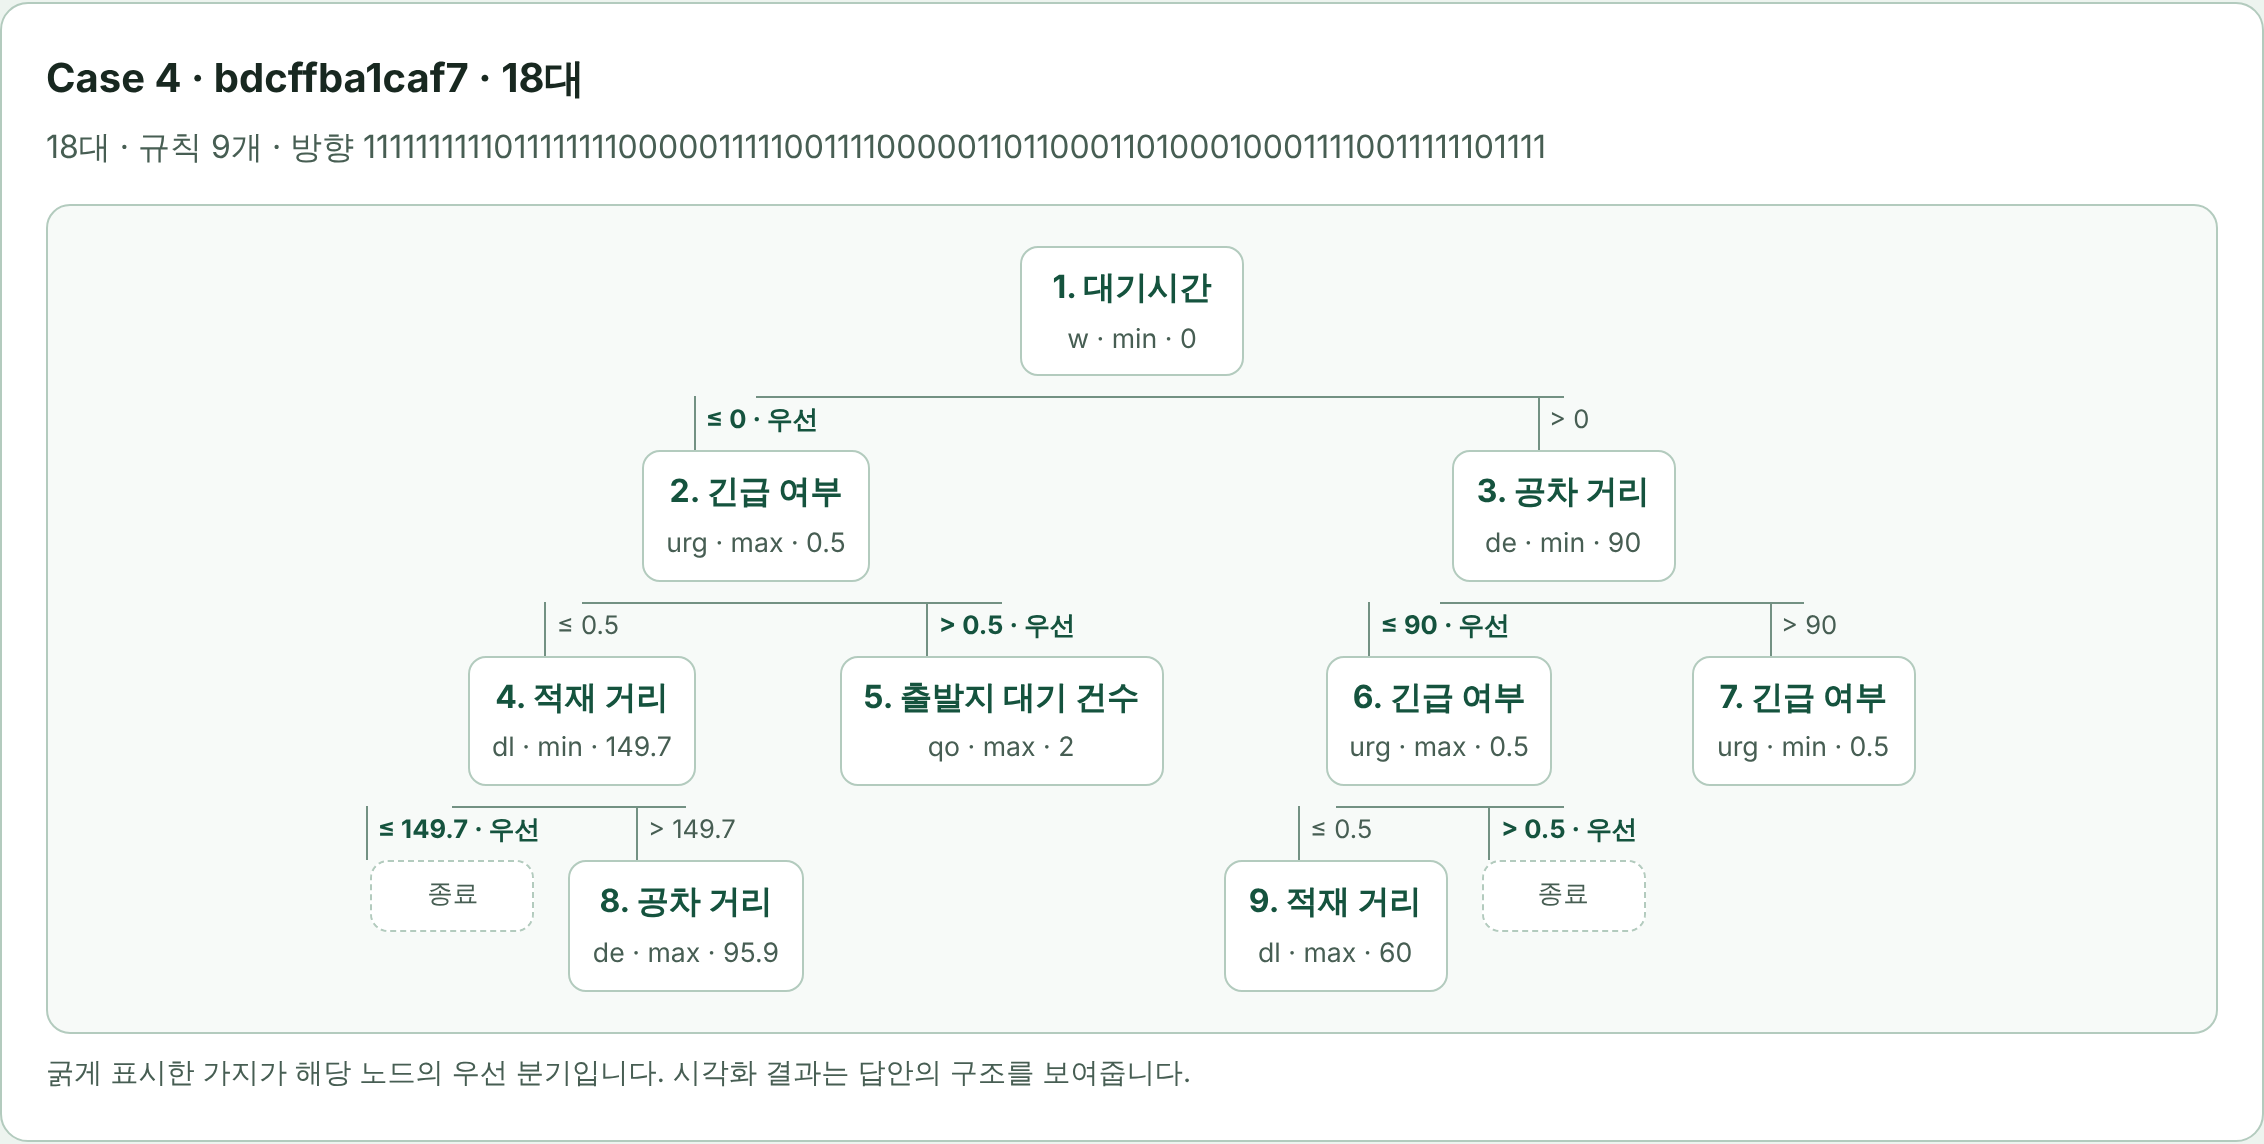 Case 4 · bdcffba1caf7 · 18대
18대 · 규칙 9개 · 방향 1111111111101111111110000011111001111000001101100011010001000111100111111101111
1. 대기시간
w · min · 0
≤ 0 · 우선
> 0
2. 긴급 여부
urg · max · 0.5
3. 공차 거리
de · min · 90
≤ 0.5
> 0.5 · 우선
≤ 90 · 우선
> 90
4. 적재 거리
dl · min · 149.7
5. 출발지 대기 건수
qo · max · 2
6. 긴급 여부
urg · max · 0.5
7. 긴급 여부
urg · min · 0.5
≤ 149.7 · 우선
> 149.7
≤ 0.5
> 0.5 · 우선
종료
8. 공차 거리
de · max · 95.9
9. 적재 거리
dl · max · 60
종료
굵게 표시한 가지가 해당 노드의 우선 분기입니다. 시각화 결과는 답안의 구조를 보여줍니다.